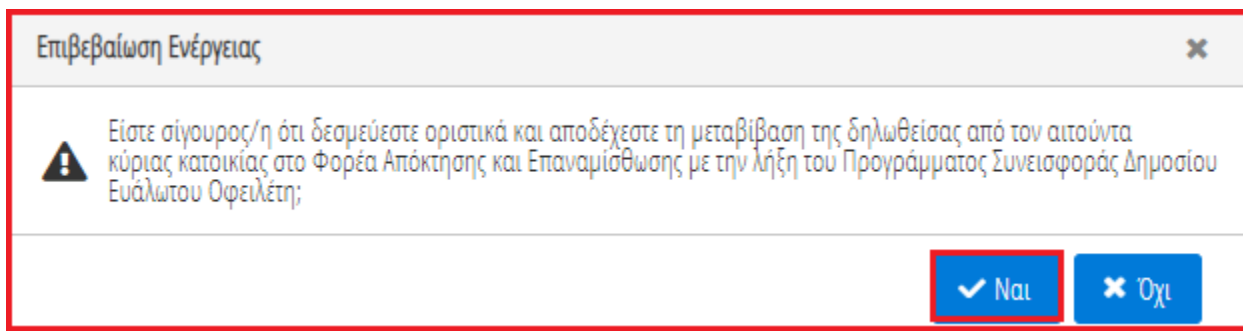 Επιβεβαίωση Ενέργειας
Είστε σίγουρος/η ότι δεσμεύεστε οριστικά και αποδέχεστε τη μεταβίβαση της δηλωθείσας από τον αιτούντα
κύριας κατοικίας στο Φορέα Απόκτησης και Επαναμίσθωσης με την λήξη του Προγράμματος Συνεισφοράς Δημοσίου
Ευάλωτου Οφειλέτη;
Ναι
Όχι